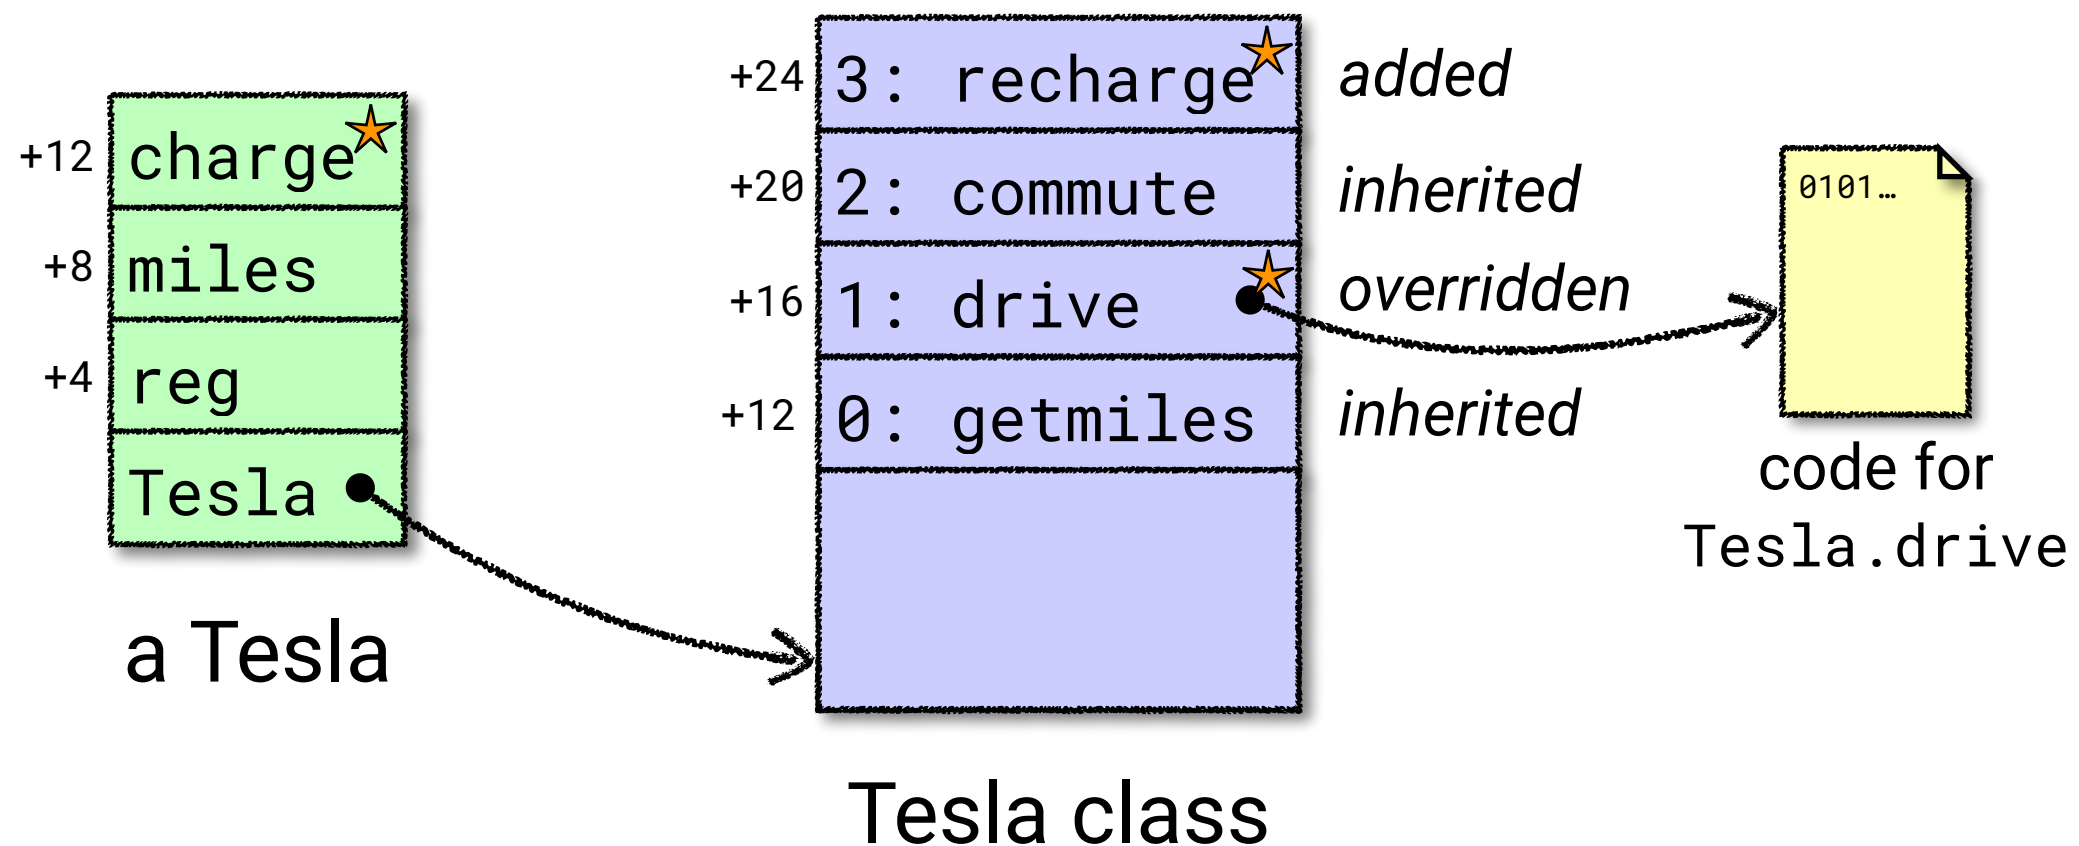 +12 charge
+8 miles
+4 reg
Tesla
a Tesla
+24 3: recharge added
+20 2: commute inherited
+16 1: drive overridden
+12 0: getmiles inherited
Tesla class
0101…
code for
Tesla.drive